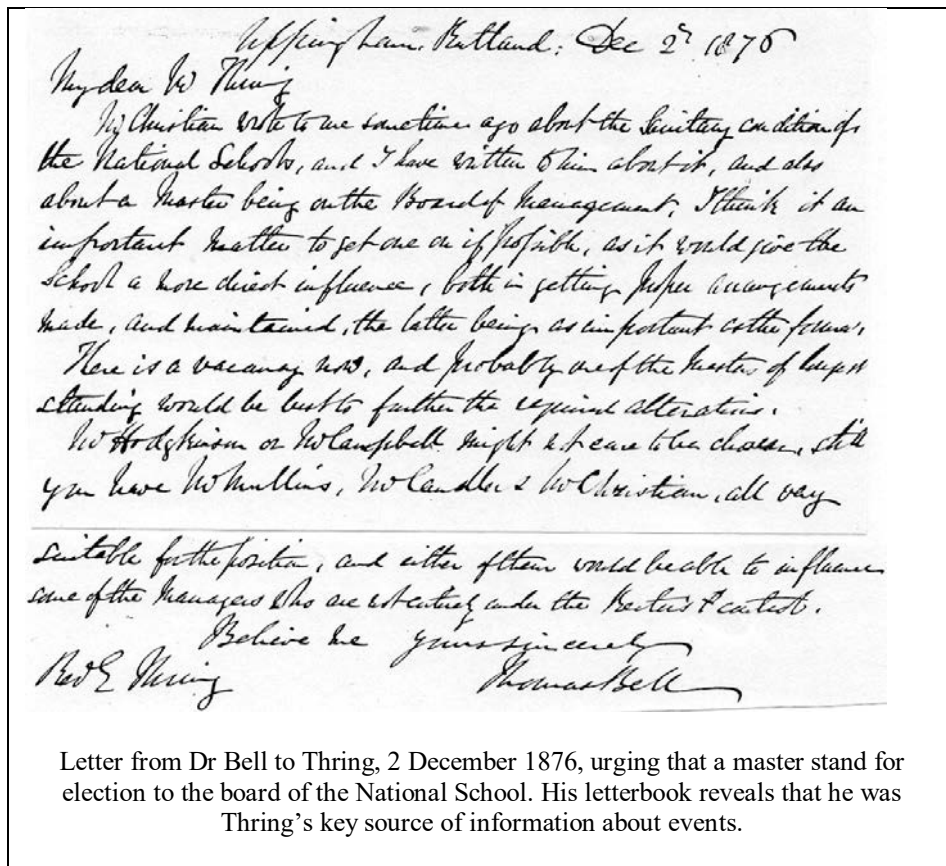 Uppingham Rutland: Dec 2nd 1876
My dear Mr Thring
Mr Christian wrote to me sometime ago about the Sanitary condition of
the National Schools, and I have written to him about it, and also
about a Master being on the Board of Management. I think it an
important matter to get one on if possible, as it would give the
School a more direct influence, both in getting proper arrangements
made, and maintained, the latter being as important as the former.
There is a vacancy now, and probably one of the Masters of longest
standing would be best to further the required alterations.
Mr Hodgkinson or Mr Campbell might not care to be chosen, still
you have Mr Mullins, Mr Candler & Mr Christian, all very
suitable for the position, and either of them would be able to influence
some of the Managers who are not entirely under the Rector's control.
Believe me yours sincerely
Rev E Thring Thomas Bell
Letter from Dr Bell to Thring, 2 December 1876, urging that a master stand for
election to the board of the National School. His letterbook reveals that he was
Thring’s key source of information about events.